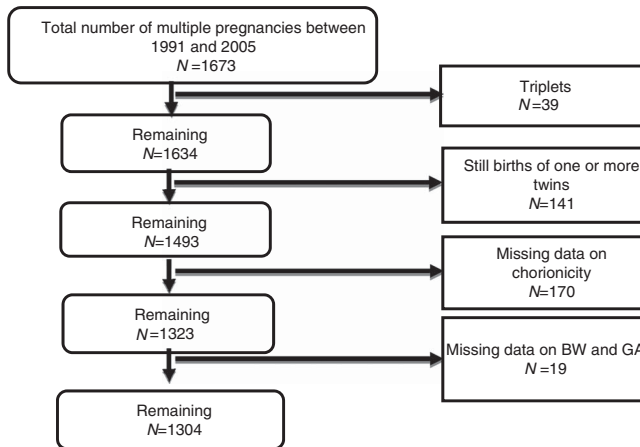 Total number of multiple pregnancies between
1991 and 2005
N =1673
Triplets
N=39
Remaining
N=1634
Still births of one or more
twins
N=141
Remaining
N=1493
Missing data on
chorionicity
N=170
Remaining
N=1323
Missing data on BW and GA
N =19
Remaining
N=1304